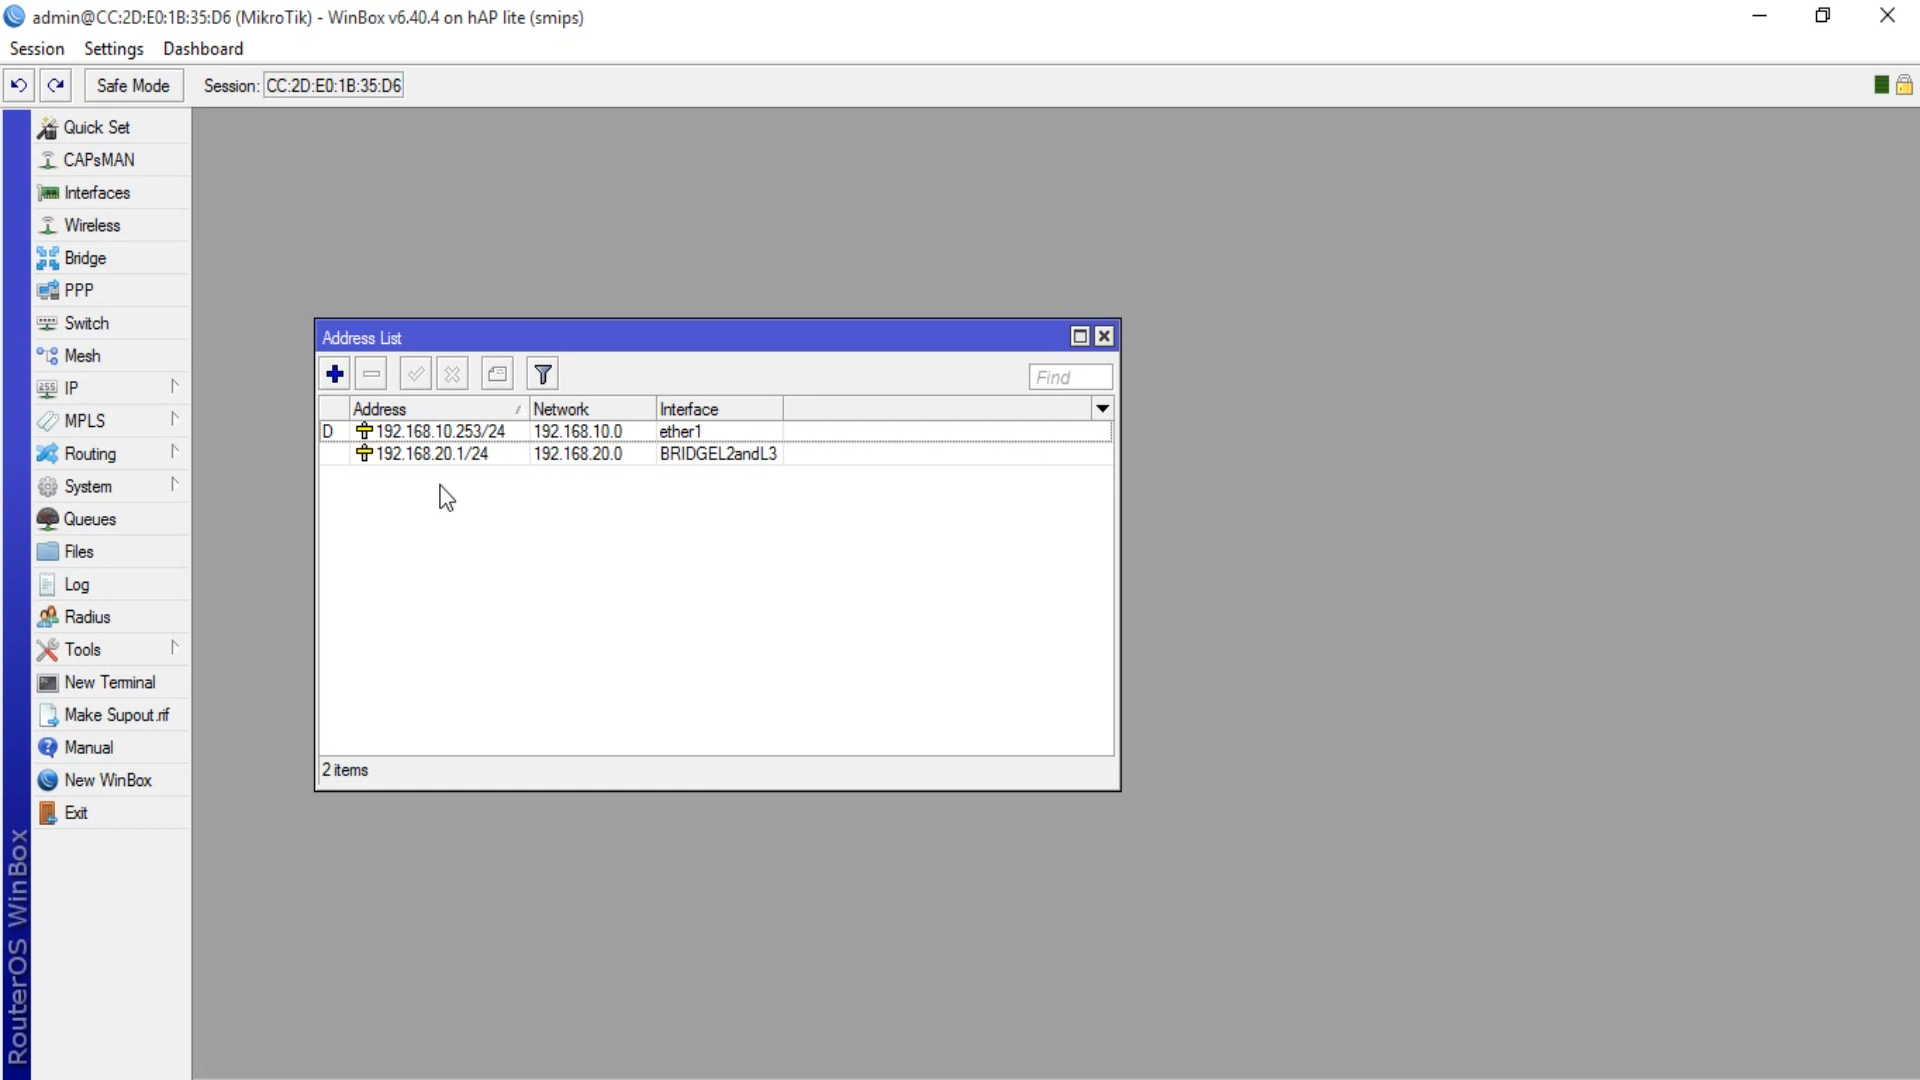 admin@CC:2D:E0:1B:35:D6 (MikroTik) - WinBox v6.40.4 on hAP lite (smips)
Session Settings Dashboard
Safe Mode Session: CC:2D:E0:1B:35:D6
Quick Set
CAPsMAN
Interfaces
Wireless
Bridge
PPP
Switch
Mesh
255 IP
MPLS
Routing
System
Queues
Files
Log
Radius
Tools
New Terminal
Make Supout.rif
Manual
New WinBox
Exit
RouterOS WinBox
Address List
Find
Address Network Interface
D 192.168.10.253/24 192.168.10.0 ether1
192.168.20.1/24 192.168.20.0 BRIDGEL2andL3
2 items